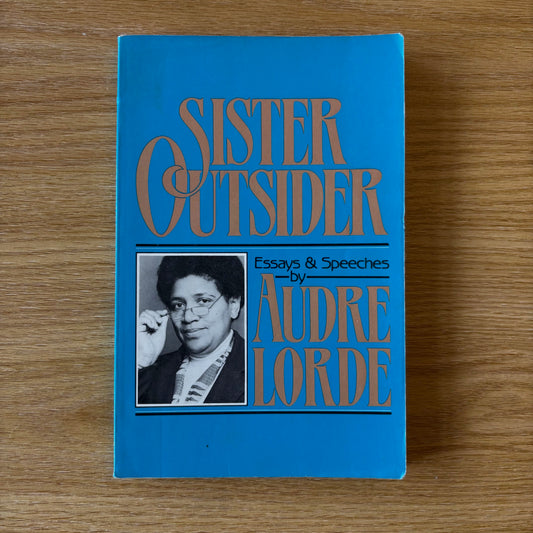 SISTER
OUTSIDER
Essays & Speeches
by
AUDRE
LORDE